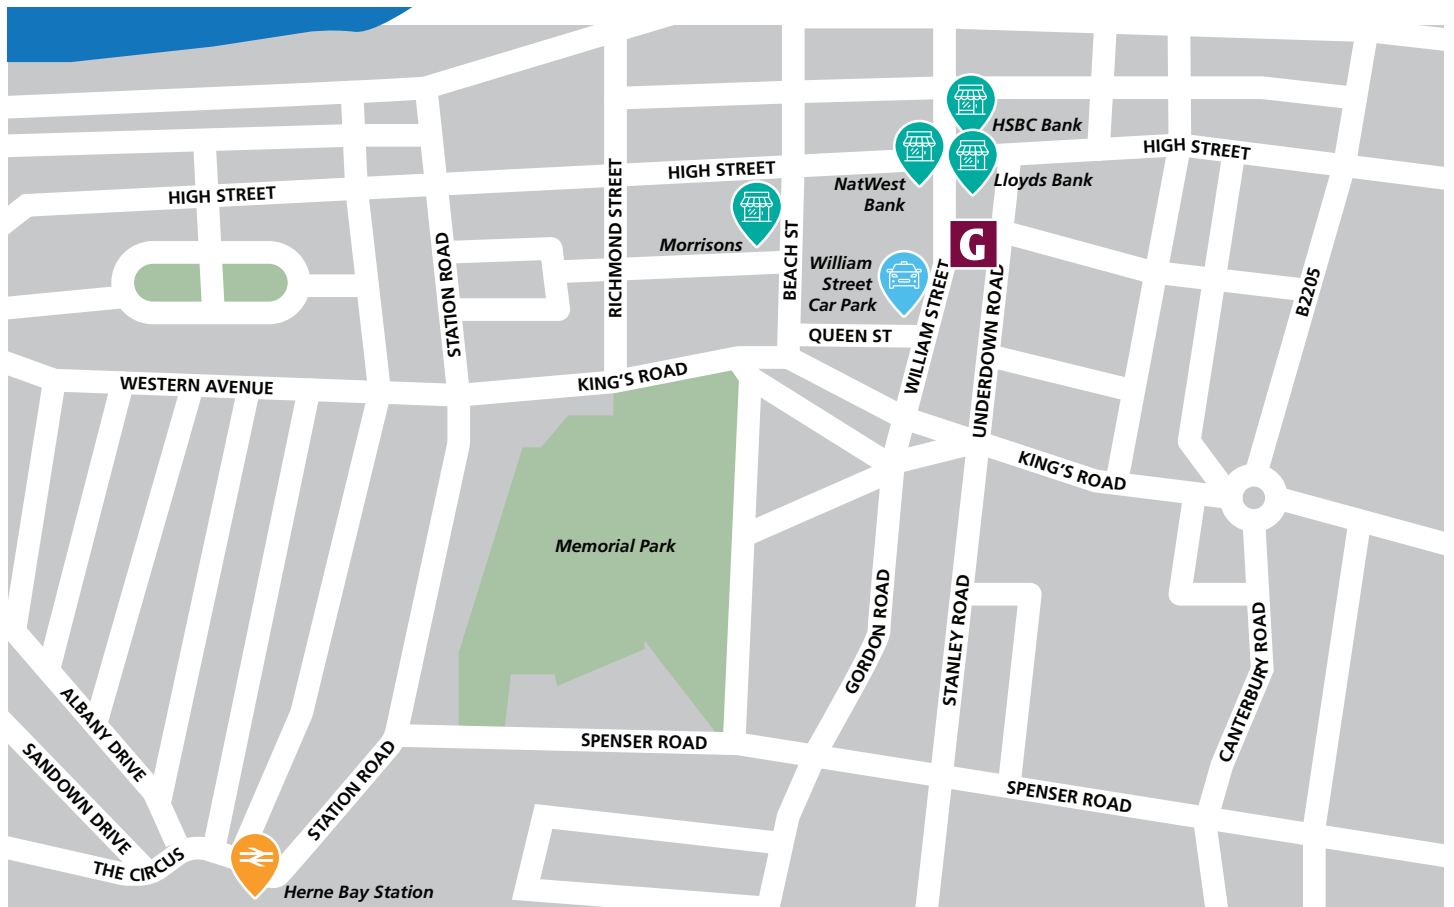 HSBC Bank
HIGH STREET
HIGH STREET
HIGH STREET
NatWest
Bank
Lloyds Bank
RICHMOND STREET
Morrisons
BEACH ST
G
STATION ROAD
William
Street
Car Park
WILLIAM STREET
UNDERDOWN ROAD
B2205
QUEEN ST
KING'S ROAD
WESTERN AVENUE
KING'S ROAD
Memorial Park
GORDON ROAD
STANLEY ROAD
CANTERBURY ROAD
ALBANY DRIVE
SANDOWN DRIVE
STATION ROAD
SPENSER ROAD
SPENSER ROAD
THE CIRCUS
Herne Bay Station